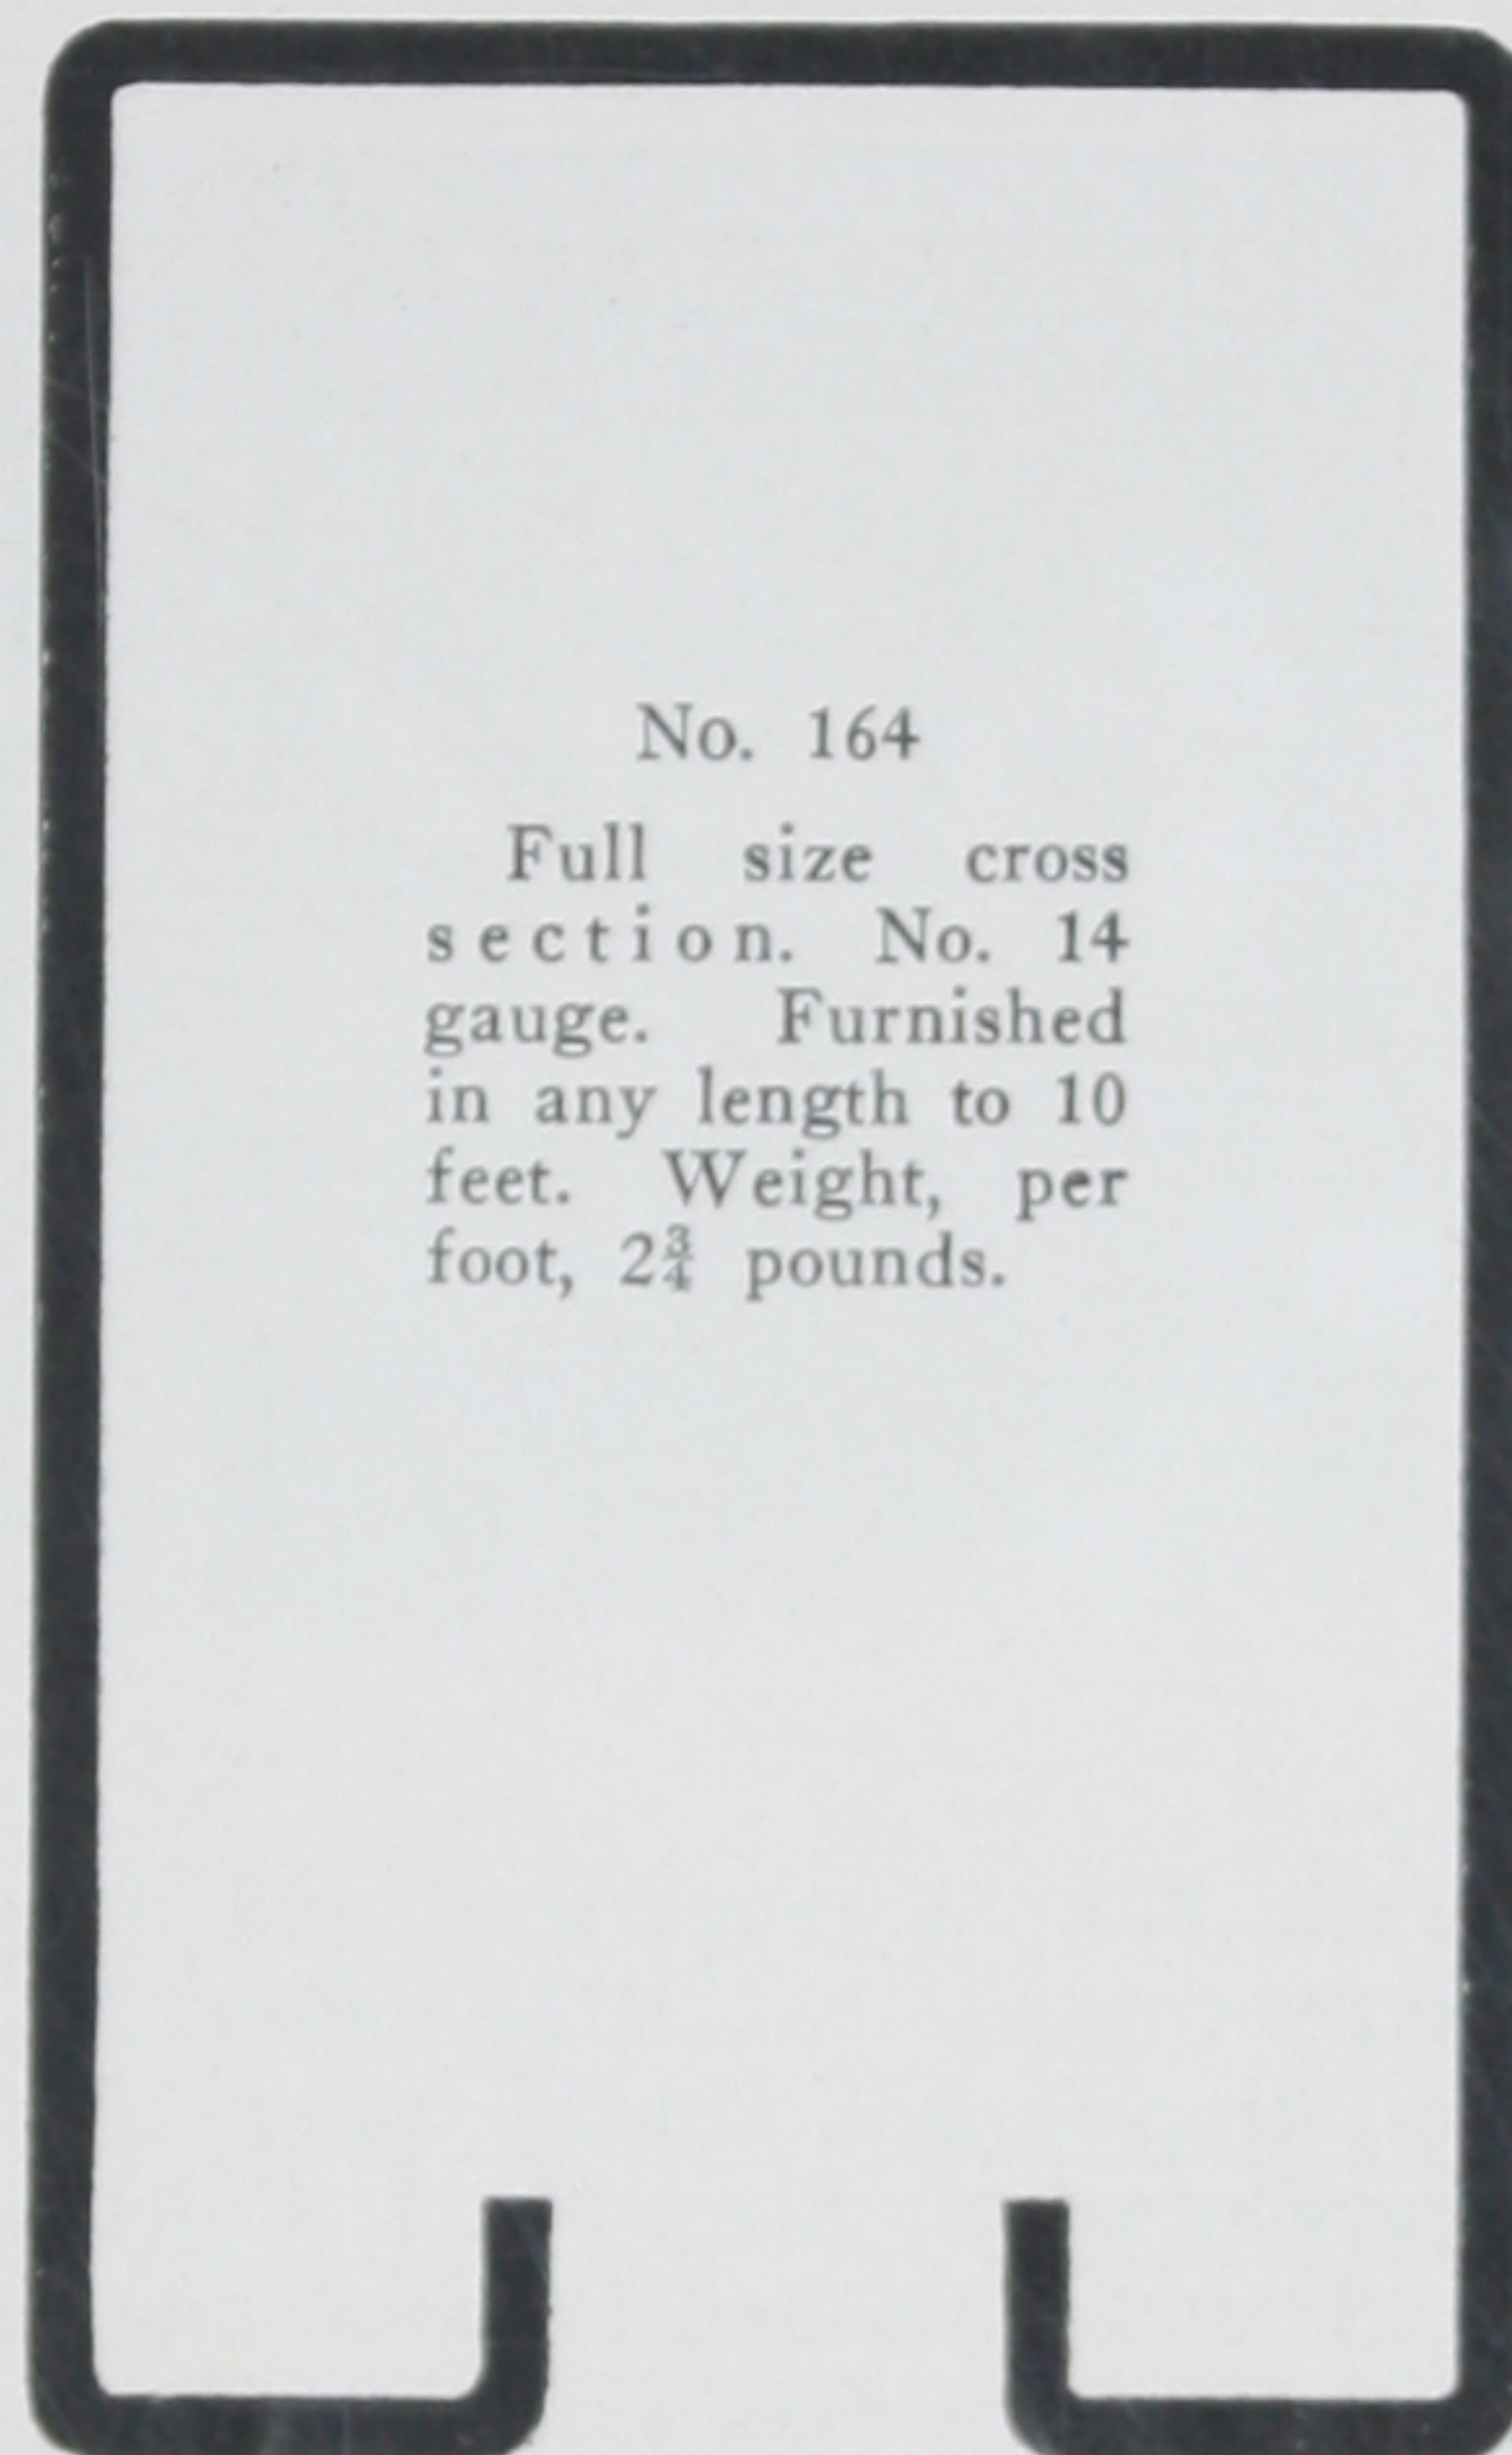 No. 164
Full size cross
section. No. 14
gauge. Furnished
in any length to 10
feet. Weight, per
foot, 2¾ pounds.